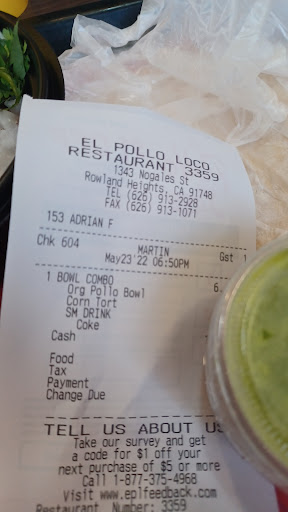 EL POLLO LOCO
RESTAURANT 3359
1343 Nogales St
Rowland Heights, CA 91748
TEL (626) 913-2928
FAX (626) 913-1071
153 ADRIAN F
Chk 604 MARTIN Gst 1
May23'22 06:50PM
1 BOWL COMBO 6.
Org Pollo Bowl
Corn Tort
SM DRINK
Coke
Cash
Food
Tax
Payment
Change Due
TELL US ABOUT US
Take our survey and get
a code for $1 off your
next purchase of $5 or more
Call 1-877-375-4968
Visit www.eplfeedback.com
Restaurant Number: 3359